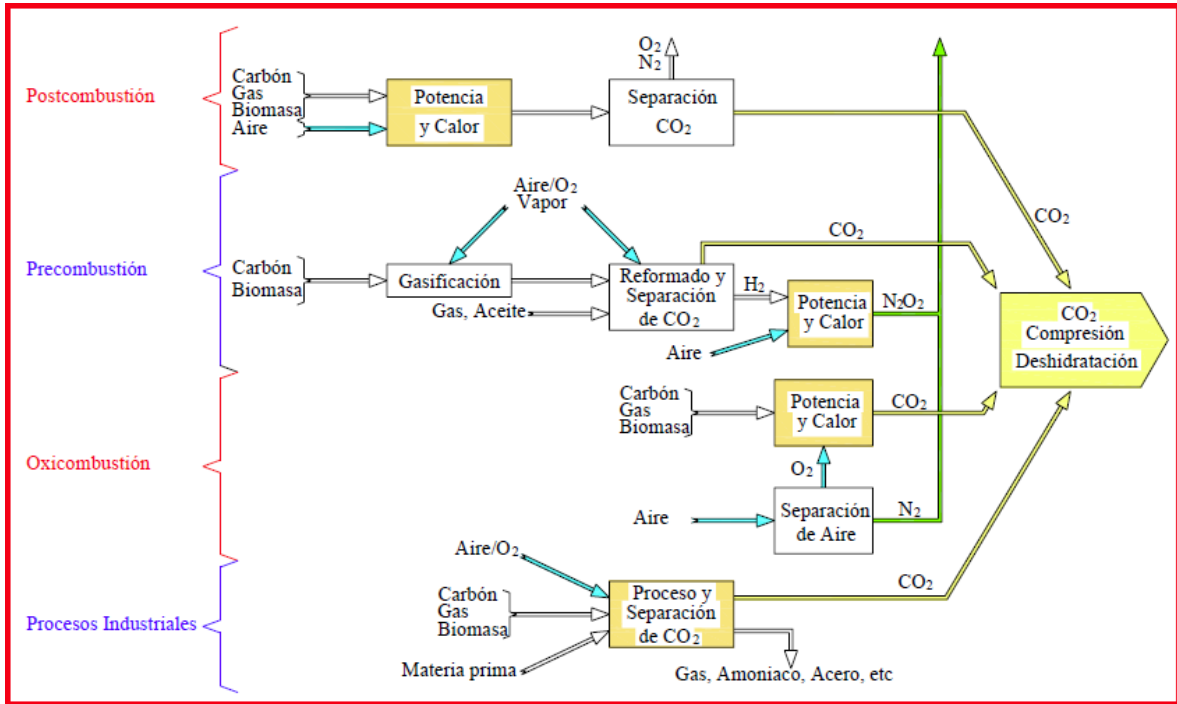 Postcombustión
Carbón
Gas
Biomasa
Aire
Potencia
y Calor
O2
N2
Separación
CO2
CO2
Precombustión
Aire/O2
Vapor
Carbón
Biomasa
Gasificación
Gas, Aceite
Reformado y
Separación
de CO2
CO2
H2
Aire
Potencia
y Calor
N2O2
CO2
Compresión
Deshidratación
Oxicombustión
Carbón
Gas
Biomasa
Potencia
y Calor
CO2
O2
Aire
Separación
de Aire
N2
Procesos Industriales
Aire/O2
Carbón
Gas
Biomasa
Materia prima
Proceso y
Separación
de CO2
CO2
Gas, Amoniaco, Acero, etc